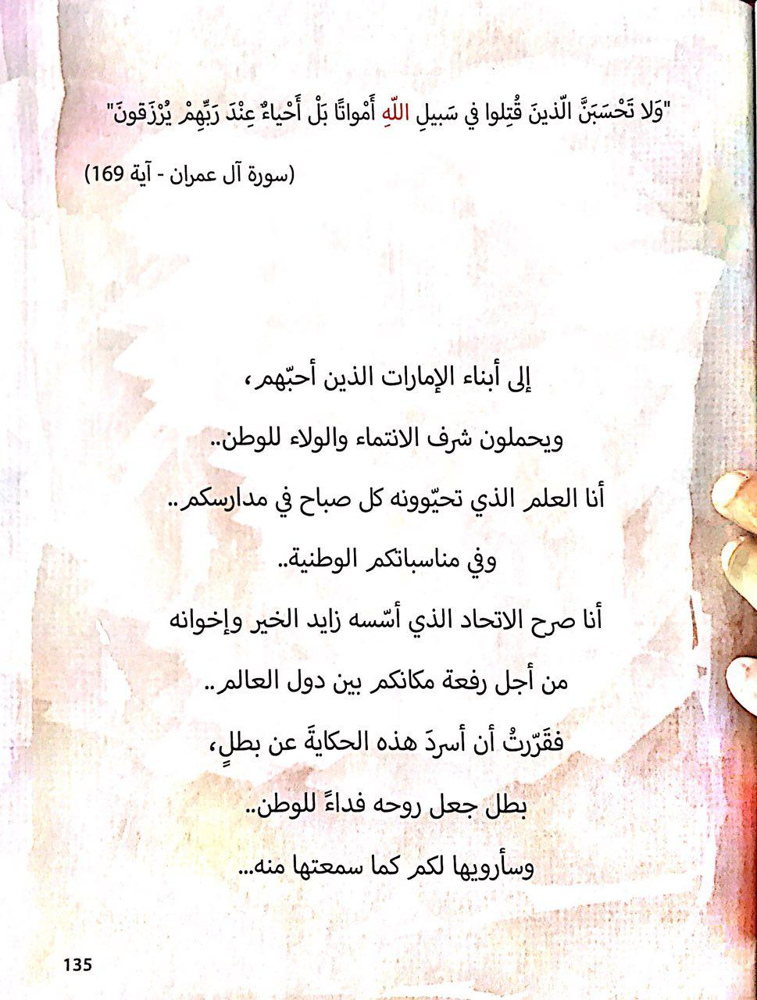 "وَلا تَحْسَبَنَّ الّذينَ قُتِلوا في سَبيلِ اللّهِ أَمْواتًا بَلْ أَحْياءٌ عِنْدَ رَبِّهِمْ يُرْزَقونَ"
(سورة آل عمران - آية 169)
إلى أبناء الإمارات الذين أحبّهم،
ويحملون شرف الانتماء والولاء للوطن..
أنا العلم الذي تحيّوونه كل صباح في مدارسكم..
وفي مناسباتكم الوطنية..
أنا صرح الاتحاد الذي أسّسه زايد الخير وإخوانه
من أجل رفعة مكانكم بين دول العالم..
فقَرّرتُ أن أسردَ هذه الحكايةَ عن بطلٍ،
بطل جعل روحه فداءً للوطن..
وسأرويها لكم كما سمعتها منه...
135